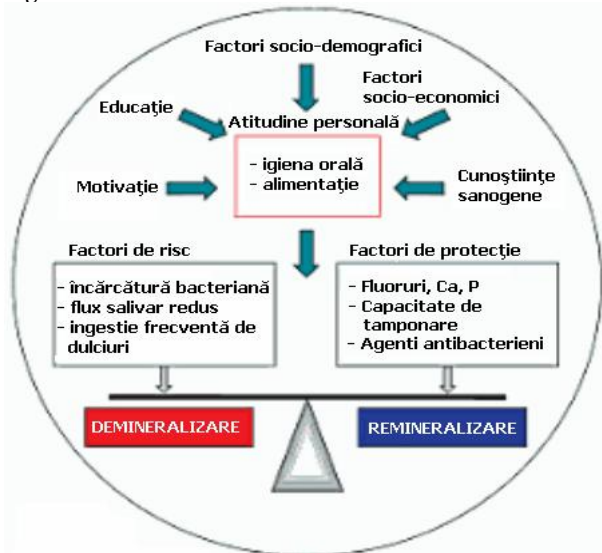 Factori socio-demografici
Factori
socio-economici
Educaţie
Atitudine personală
- igiena orală
- alimentaţie
Motivaţie
Cunoştiinţe
sanogene
Factori de risc
- încărcătură bacteriană
- flux salivar redus
- ingestie frecventă de
dulciuri
Factori de protecţie
- Fluoruri, Ca, P
- Capacitate de
tamponare
- Agenti antibacterieni
DEMINERALIZARE
REMINERALIZARE